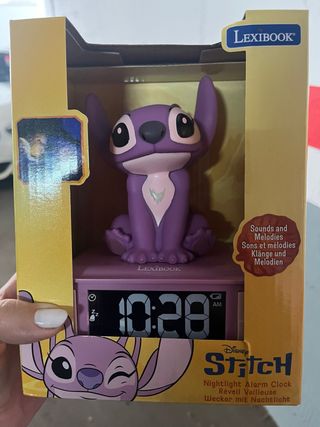 LEXIBOOK®
Sounds and
Melodies
Sons et mélodies
Klänge und
Melodien
LEXIBOOK
10:28
AM
Disney
Stitch
Nightlight Alarm Clock
Réveil Veilleuse
Wecker mit Nachtlicht